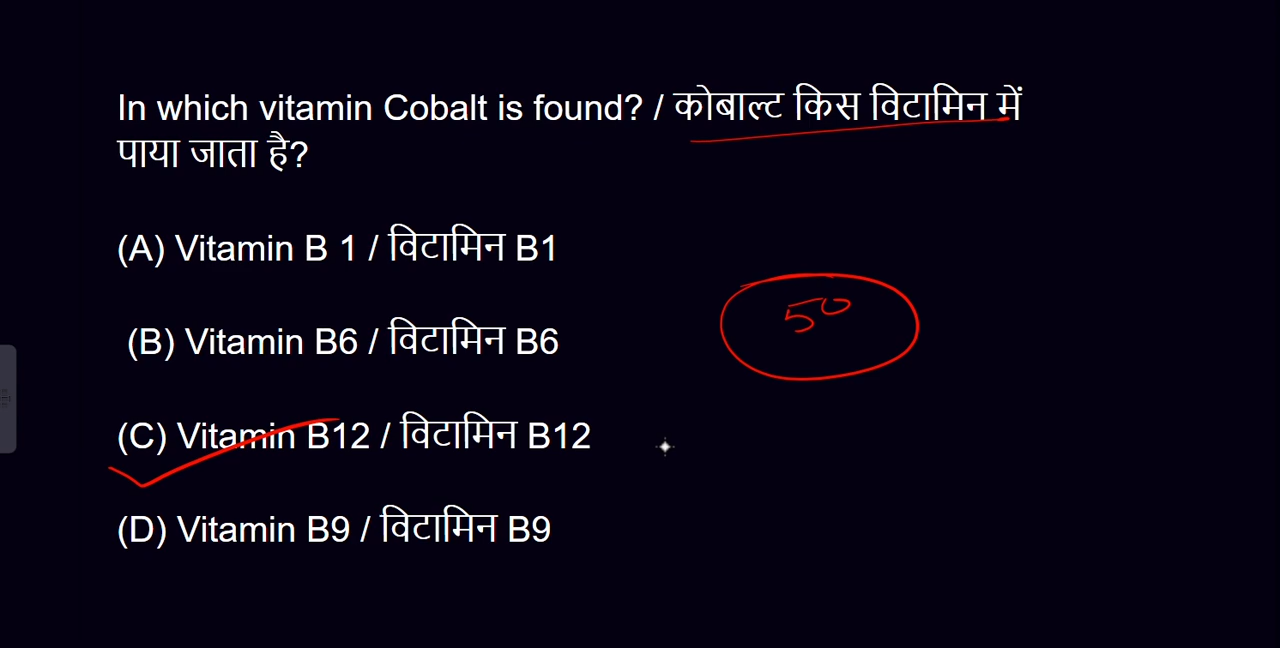 In which vitamin Cobalt is found? / कोबाल्ट किस विटामिन में
पाया जाता है?
(A) Vitamin B 1 / विटामिन B1
50
(B) Vitamin B6 / विटामिन B6
(C) Vitamin B12 / विटामिन B12
(D) Vitamin B9 / विटामिन B9